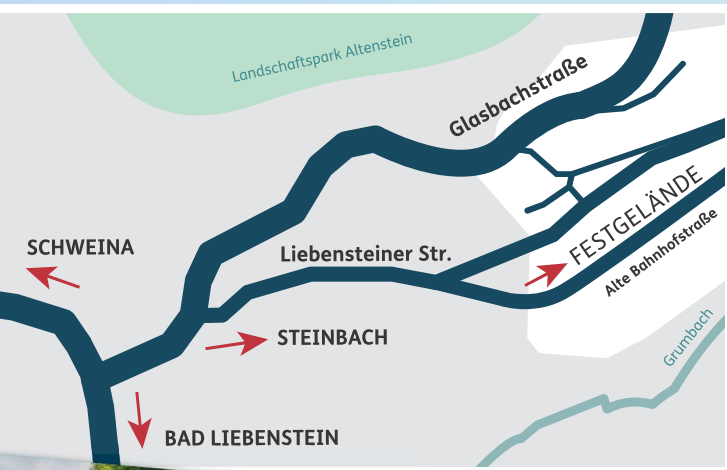 Landschaftspark Altenstein
Glasbachstraße
SCHWEINA
Liebensteiner Str.
FESTGELÄNDE
Alte Bahnhofstraße
STEINBACH
Grumbach
BAD LIEBENSTEIN